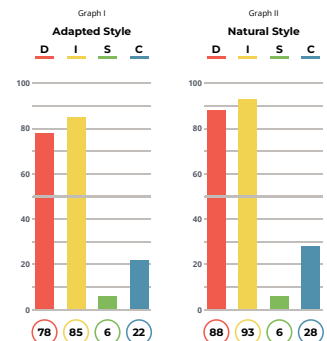 Graph I
Adapted Style
D I S C
100
80
60
40
20
0
78 85 6 22
Graph II
Natural Style
D I S C
100
80
60
40
20
0
88 93 6 28